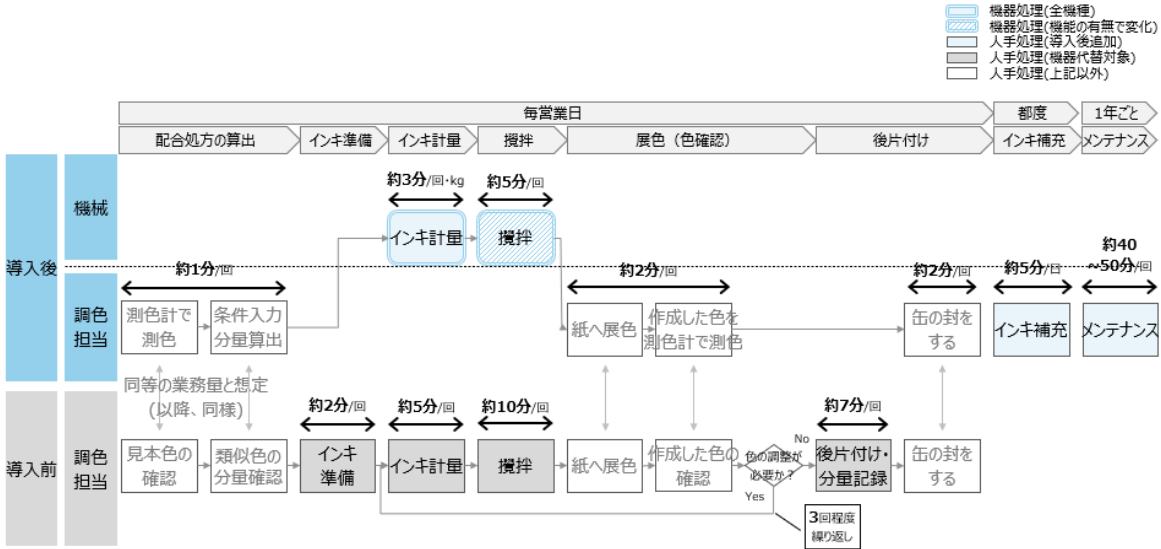 機器処理(全機種)
機器処理(機能の有無で変化)
人手処理(導入後追加)
人手処理(機器代替対象)
人手処理(上記以外)
毎営業日
都度
1年ごと
配合処方の算出
インキ準備
インキ計量
攪拌
展色（色確認）
後片付け
インキ補充
メンテナンス
導入後
機械
約3分/回・kg
約5分/回
インキ計量
攪拌
調色
担当
約1分/回
約2分/回
約2分/回
約5分/日
約40
~50分/回
測色計で
測色
条件入力
分量算出
紙へ展色
作成した色を
測色計で測色
缶の封を
する
インキ補充
メンテナンス
同等の業務量と想定
(以降、同様)
導入前
調色
担当
約2分/回
約5分/回
約10分/回
約7分/回
見本色の
確認
類似色の
分量確認
インキ
準備
インキ計量
攪拌
紙へ展色
作成した色の
確認
色の調整が
必要か？
No
Yes
後片付け・
分量記録
缶の封を
する
3回程度
繰り返し